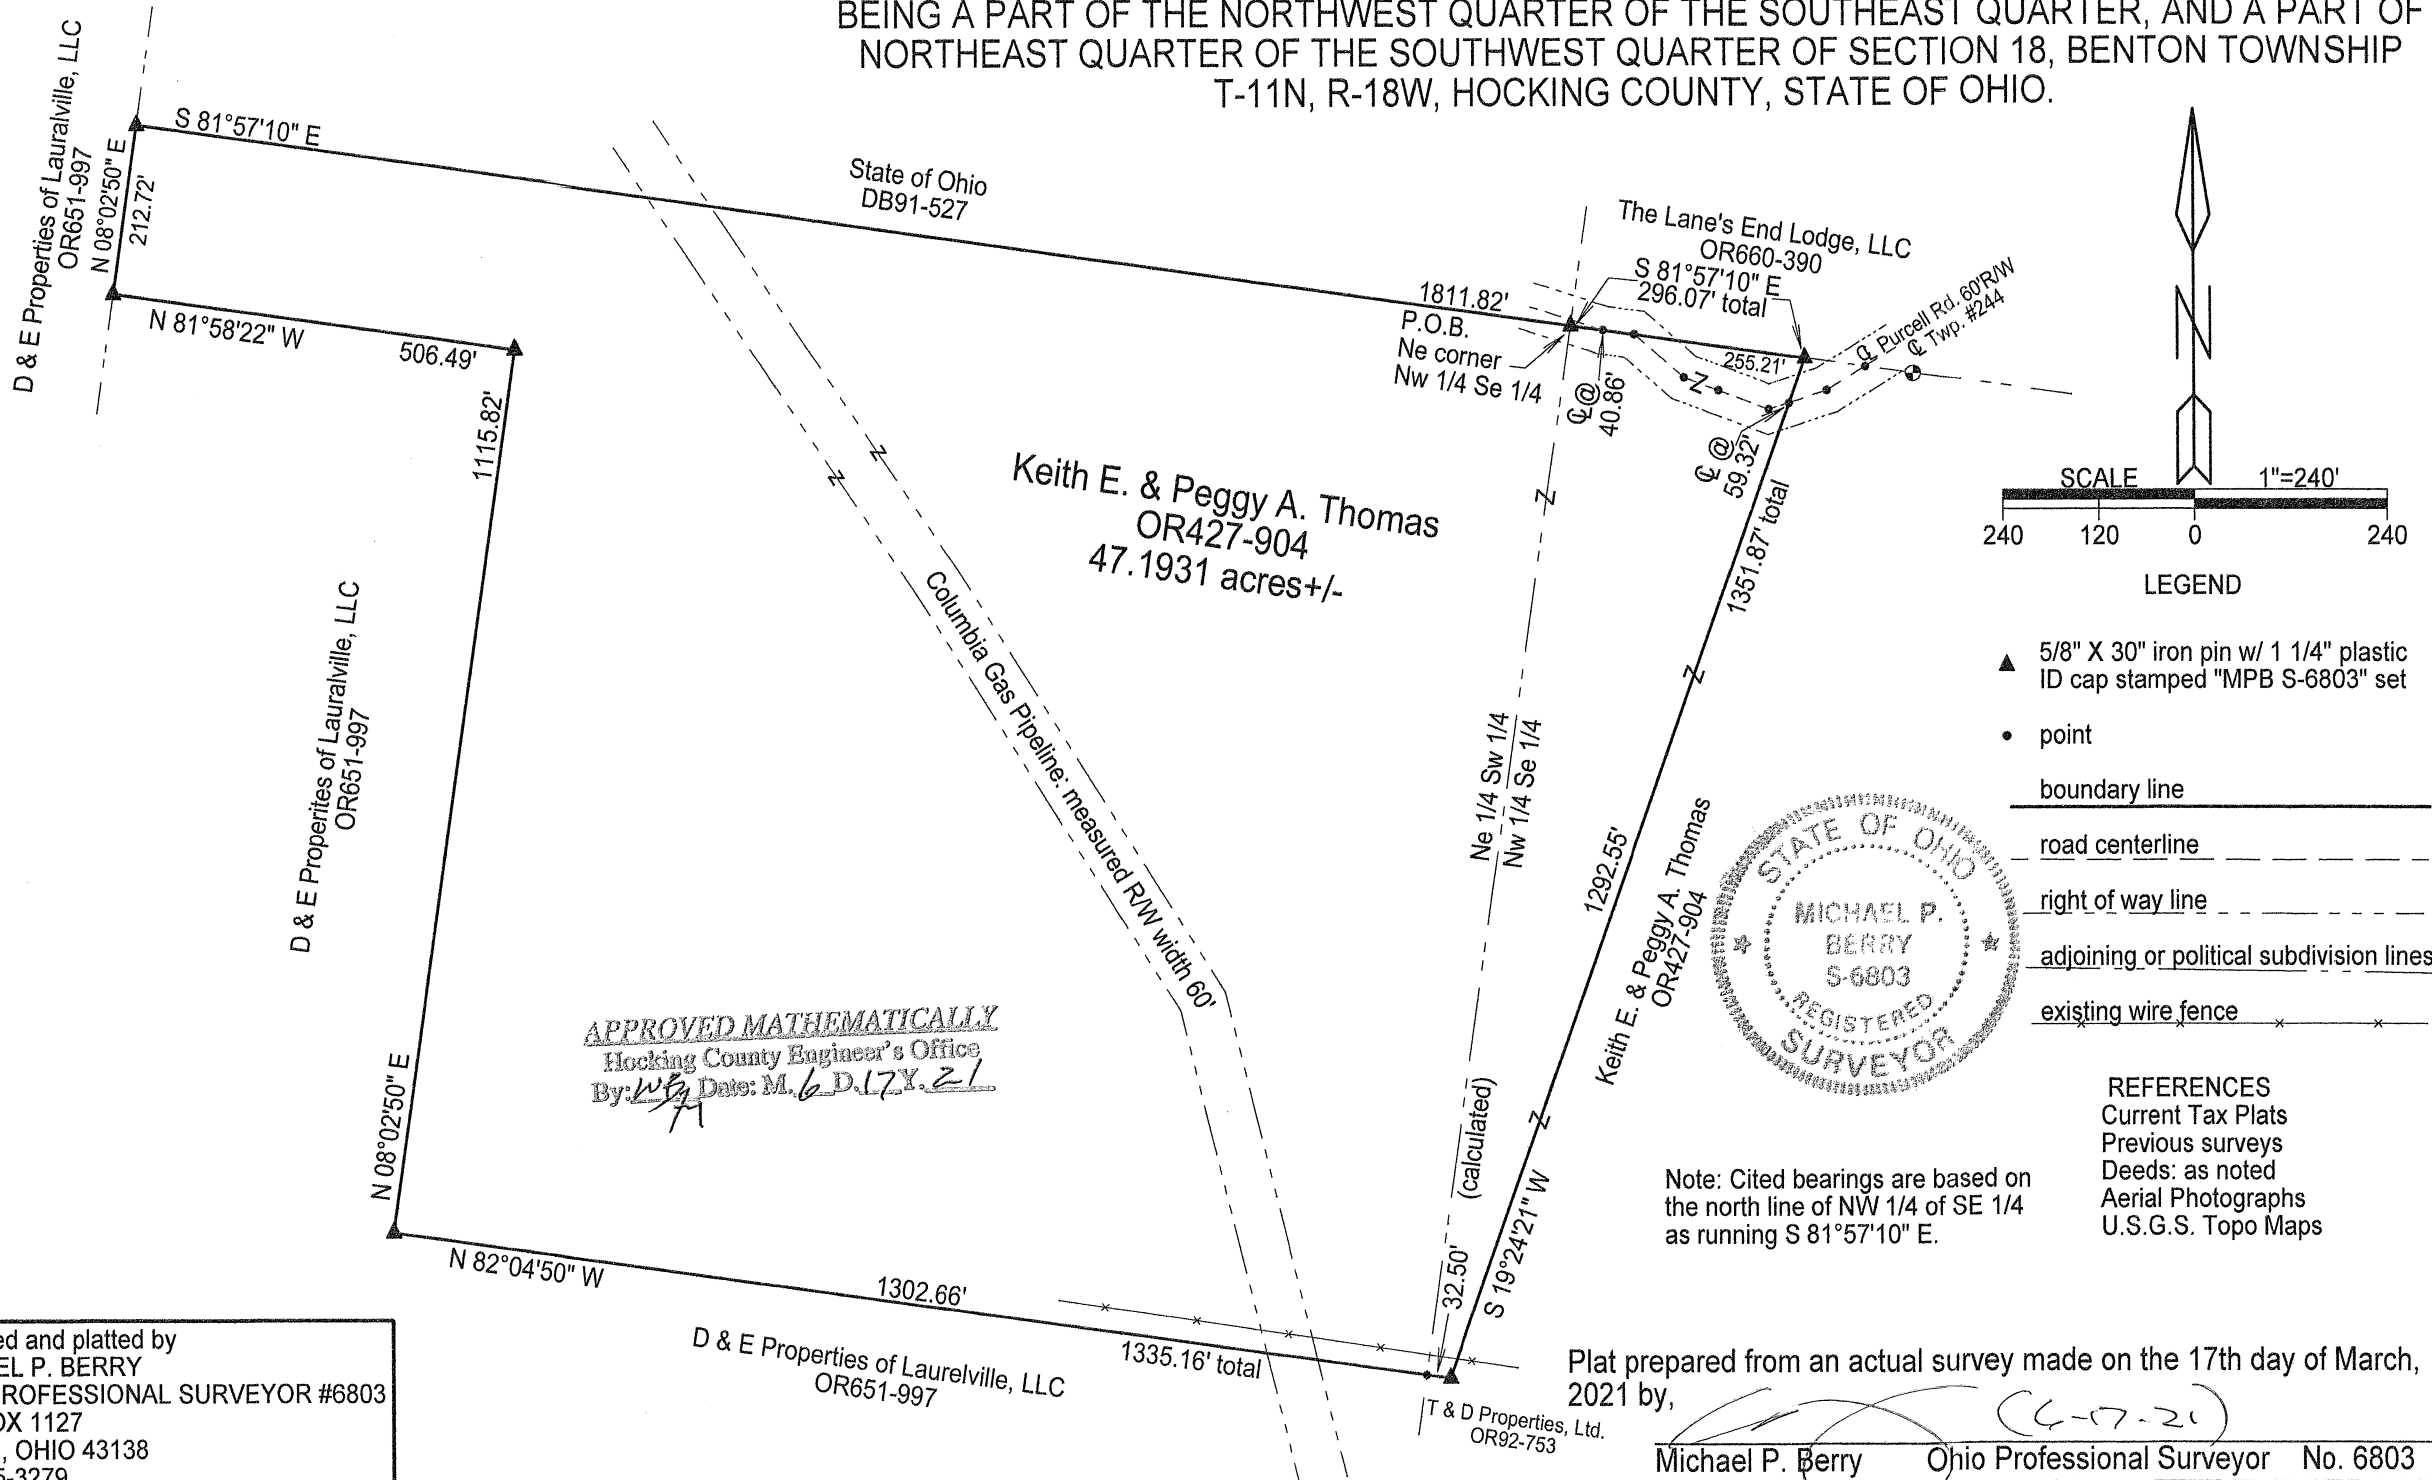 BEING A PART OF THE NORTHWEST QUARTER OF THE SOUTHEAST QUARTER, AND A PART OF
NORTHEAST QUARTER OF THE SOUTHWEST QUARTER OF SECTION 18, BENTON TOWNSHIP
T-11N, R-18W, HOCKING COUNTY, STATE OF OHIO.
D & E Properties of Lauralville, LLC
OR651-997
N 08°02'50" E
212.72'
S 81°57'10" E
State of Ohio
DB91-527
The Lane's End Lodge, LLC
OR660-390
S 81°57'10" E
296.07' total
1811.82'
P.O.B.
Ne corner
Nw 1/4 Se 1/4
℄ @
40.86'
255.21'
℄ Purcell Rd. 60'R/W
℄ Twp. #244
℄ @
59.32'
N 81°58'22" W
506.49'
1115.82'
Keith E. & Peggy A. Thomas
OR427-904
47.1931 acres+/-
N
SCALE 1"=240'
240 120 0 240
LEGEND
5/8" X 30" iron pin w/ 1 1/4" plastic
ID cap stamped "MPB S-6803" set
point
boundary line
road centerline
right of way line
adjoining or political subdivision lines
existing wire fence
1351.87' total
Columbia Gas Pipeline: measured R/W width 60'
D & E Properites of Lauralville, LLC
OR651-997
Ne 1/4 Sw 1/4
Nw 1/4 Se 1/4
1292.55'
Keith E. & Peggy A. Thomas
OR427-904
STATE OF OHIO
MICHAEL P.
BERRY
S-6803
REGISTERED
SURVEYOR
APPROVED MATHEMATICALLY
Hocking County Engineer's Office
By: Date: M. 6 D. 17 Y. 21
N 08°02'50" E
(calculated)
REFERENCES
Current Tax Plats
Previous surveys
Deeds: as noted
Aerial Photographs
U.S.G.S. Topo Maps
Note: Cited bearings are based on
the north line of NW 1/4 of SE 1/4
as running S 81°57'10" E.
32.50'
S 19°24'21" W
N 82°04'50" W
1302.66'
1335.16' total
D & E Properties of Laurelville, LLC
OR651-997
T & D Properties, Ltd.
OR92-753
ed and platted by
EL P. BERRY
ROFESSIONAL SURVEYOR #6803
OX 1127
, OHIO 43138
5-3279
Plat prepared from an actual survey made on the 17th day of March,
2021 by,
(6-17-21)
Michael P. Berry Ohio Professional Surveyor No. 6803